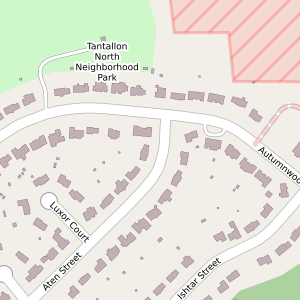 Tantallon
North
Neighborhood
Park
Autumnwoo
Luxor Court
Aten Street
Ishtar Street